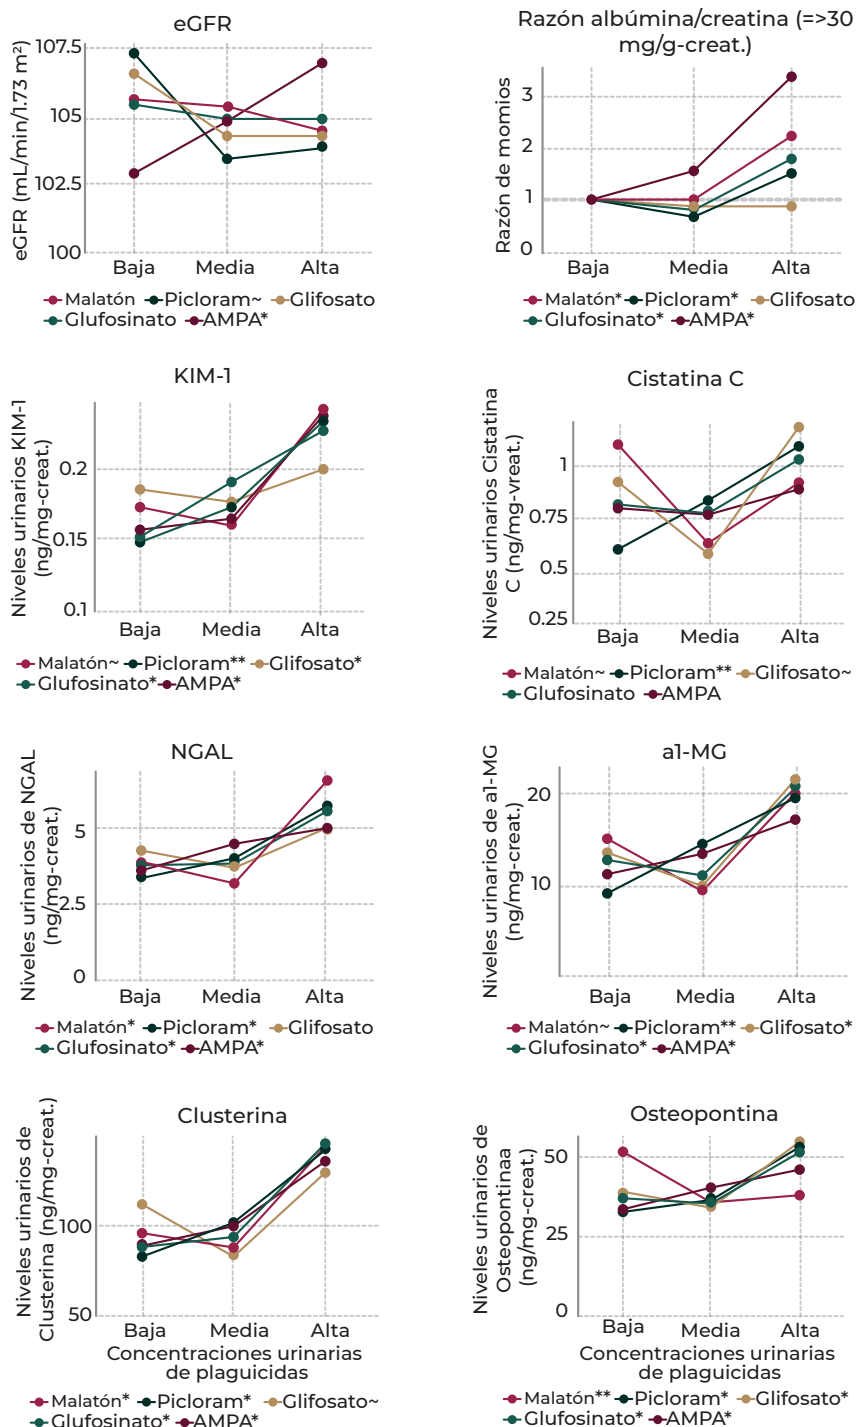 eGFR
eGFR (mL/min/1.73 m²)
107.5
105
102.5
100
Baja Media Alta
Malatón Picloram~ Glifosato
Glufosinato AMPA*
Razón albúmina/creatina (=>30
mg/g-creat.)
Razón de momios
3
2
1
0
Baja Media Alta
Malatón* Picloram* Glifosato
Glufosinato* AMPA*
KIM-1
Niveles urinarios KIM-1
(ng/mg-creat.)
0.2
0.15
0.1
Baja Media Alta
Malatón~ Picloram** Glifosato*
Glufosinato* AMPA*
Cistatina C
Niveles urinarios Cistatina
C (ng/mg-vreat.)
1
0.75
0.5
0.25
Baja Media Alta
Malatón~ Picloram** Glifosato~
Glufosinato AMPA
NGAL
Niveles urinarios de NGAL
(ng/mg-creat.)
5
2.5
0
Baja Media Alta
Malatón* Picloram* Glifosato
Glufosinato* AMPA*
a1-MG
Niveles urinarios de a1-MG
(ng/mg-creat.)
20
10
Baja Media Alta
Malatón~ Picloram** Glifosato*
Glufosinato* AMPA*
Clusterina
Niveles urinarios de
Clusterina (ng/mg-creat.)
100
50
Baja Media Alta
Concentraciones urinarias
de plaguicidas
Malatón* Picloram* Glifosato~
Glufosinato* AMPA*
Osteopontina
Niveles urinarios de
Osteopontinaa
(ng/mg-creat.)
50
25
0
Baja Media Alta
Concentraciones urinarias
de plaguicidas
Malatón** Picloram* Glifosato*
Glufosinato* AMPA*